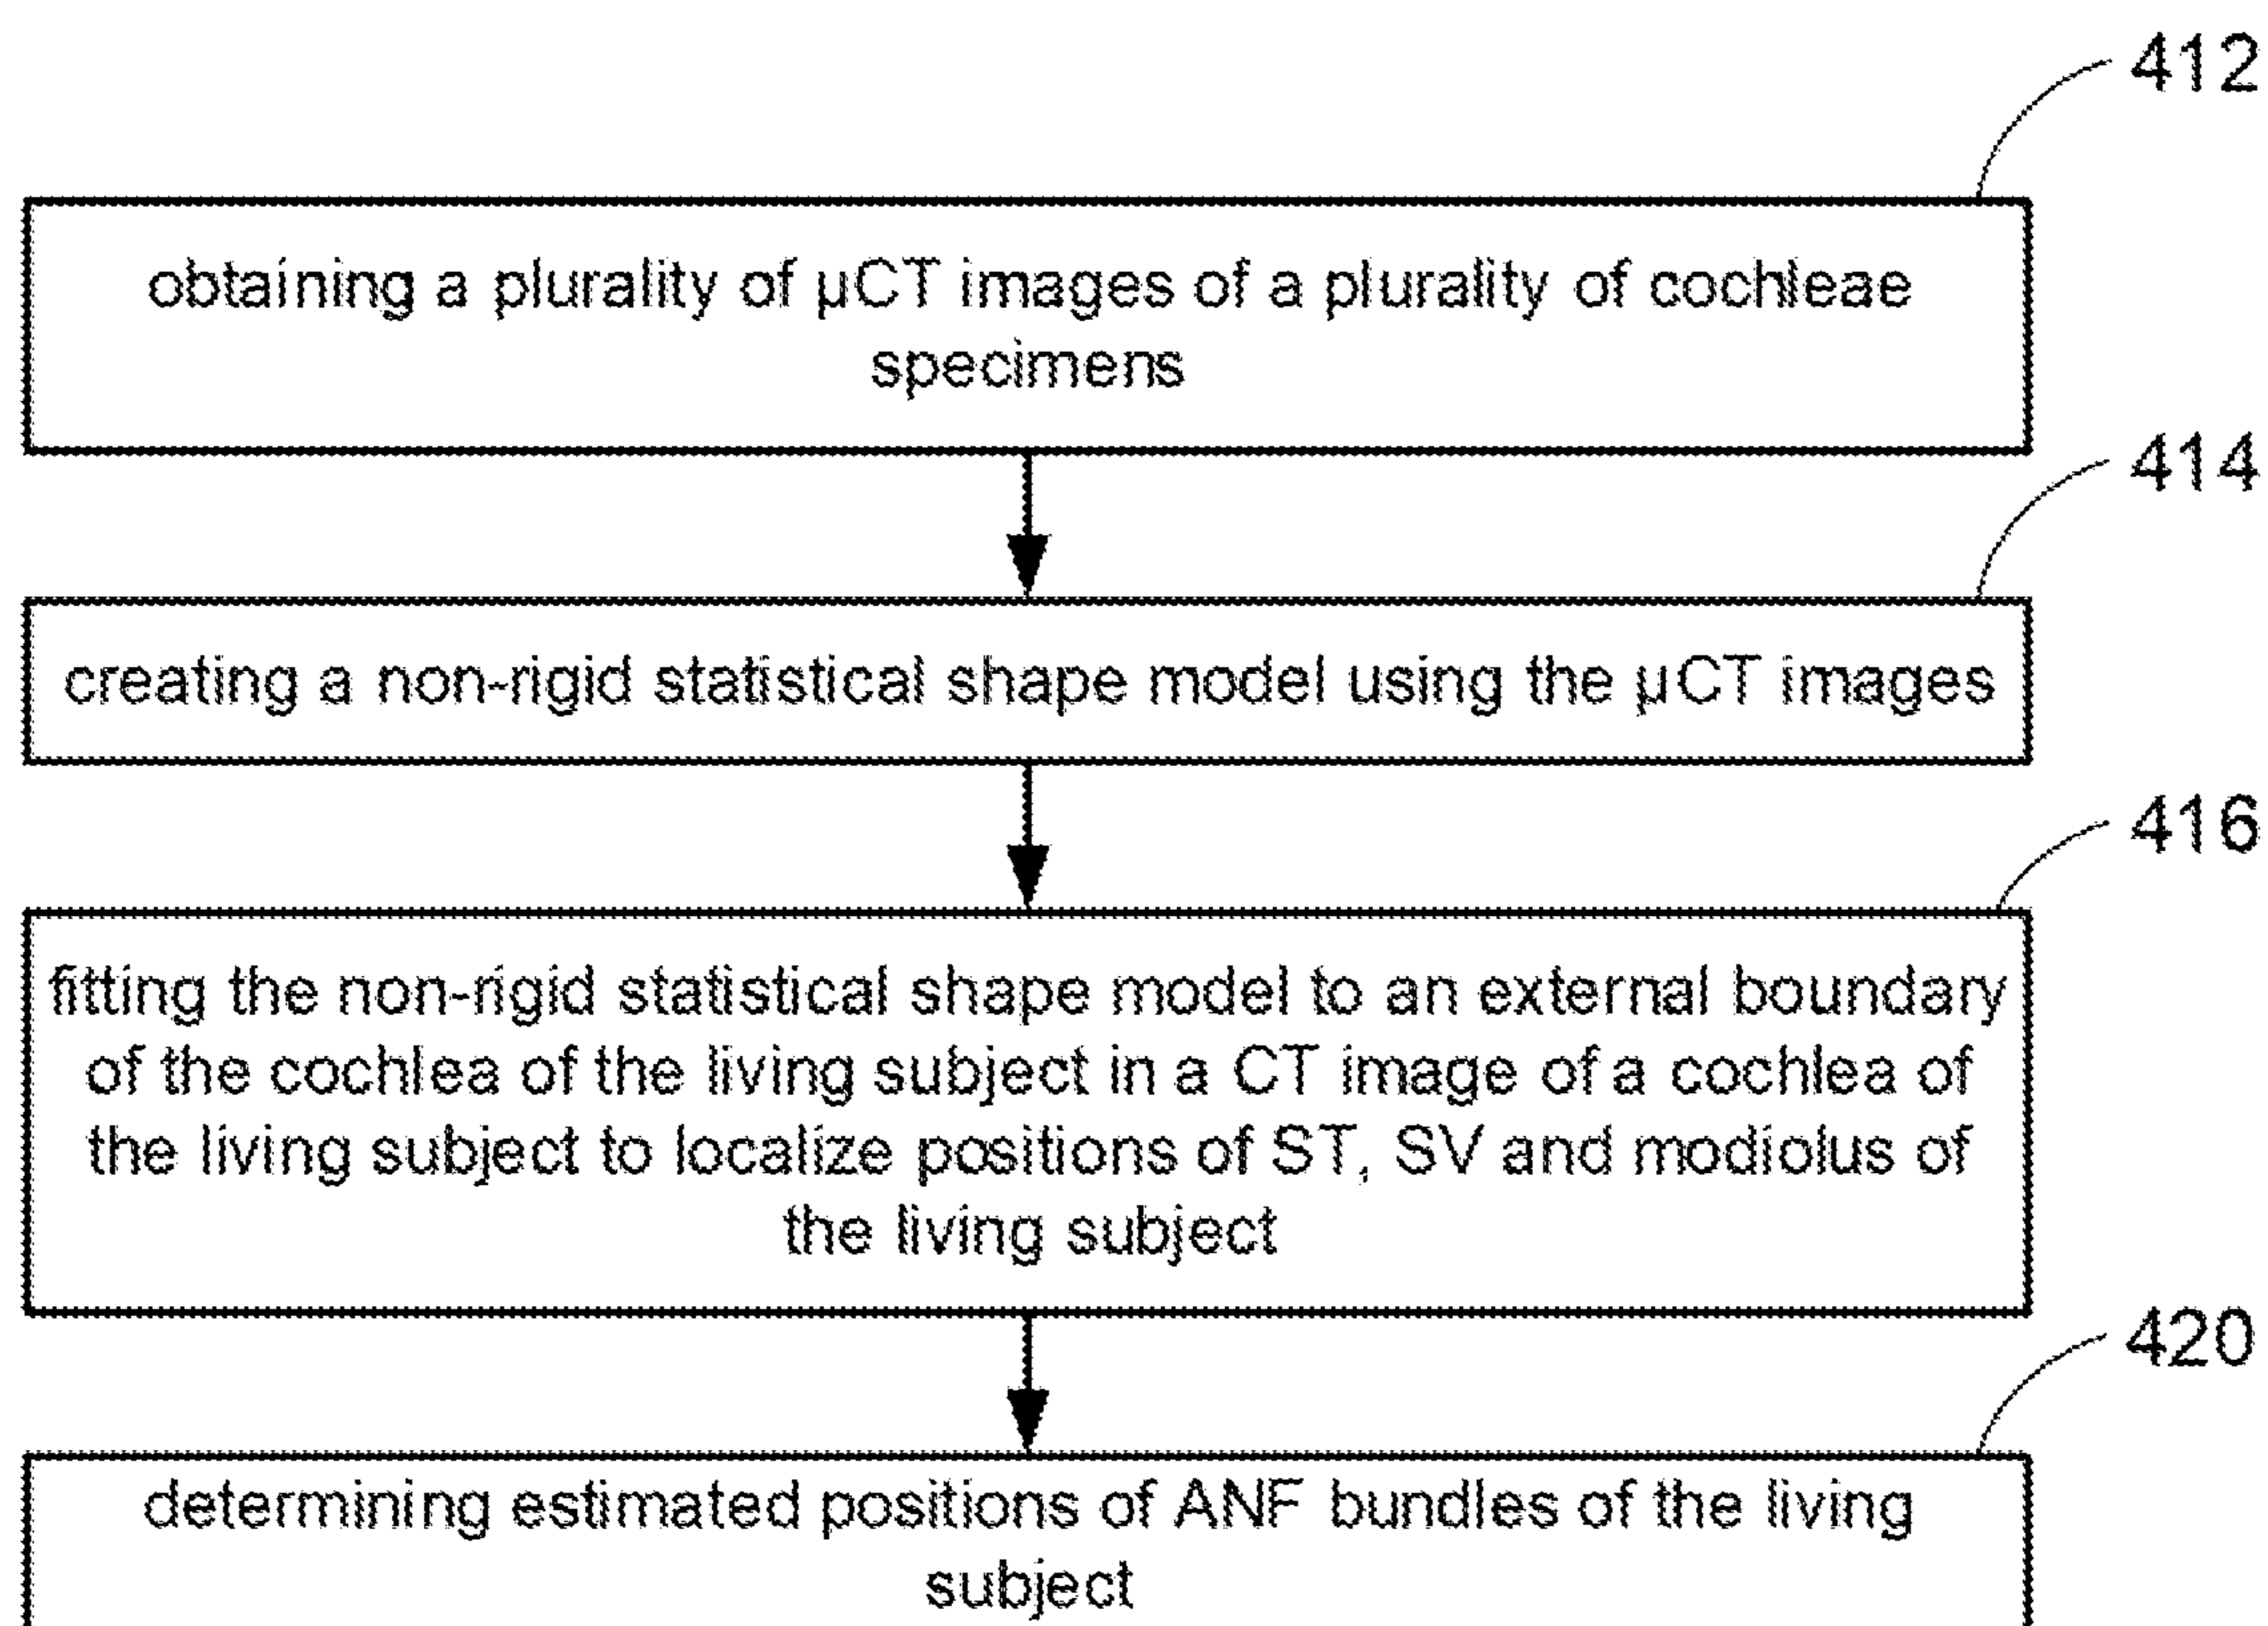 412
obtaining a plurality of µCT images of a plurality of cochleae
specimens
414
creating a non-rigid statistical shape model using the µCT images
416
fitting the non-rigid statistical shape model to an external boundary
of the cochlea of the living subject in a CT image of a cochlea of
the living subject to localize positions of ST, SV and modiolus of
the living subject
420
determining estimated positions of ANF bundles of the living
subject